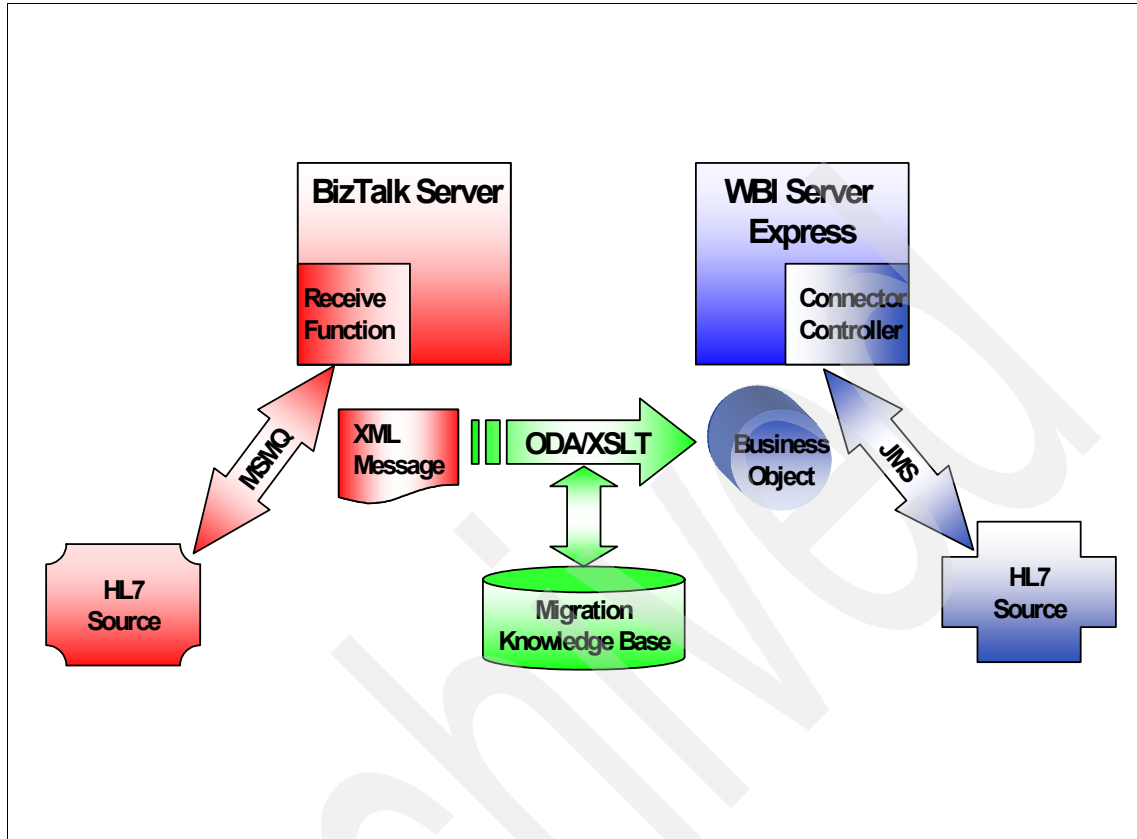 BizTalk Server
Receive
Function
WBI Server
Express
Connector
Controller
MSMQ
XML
Message
ODA/XSLT
Business
Object
JMS
HL7
Source
Migration
Knowledge Base
HL7
Source